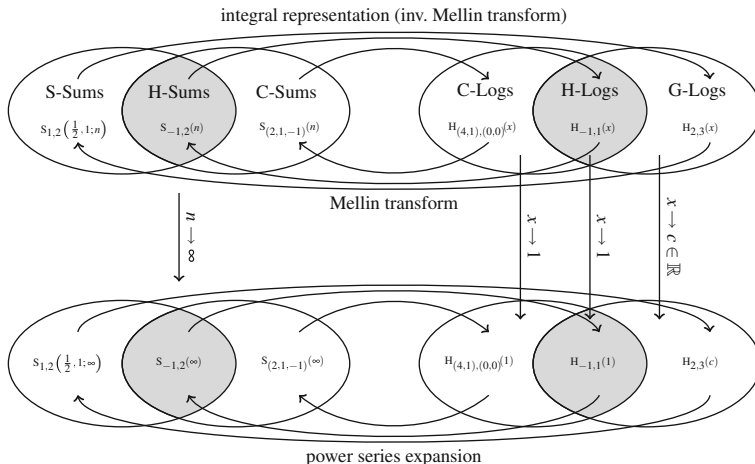 integral representation (inv. Mellin transform)
S-Sums H-Sums C-Sums C-Logs H-Logs G-Logs
S₁,₂(½,1;n) S₋₁,₂(n) S₍₂,₁,₋₁₎(n) H₍₄,₁₎,₍₀,₀₎(x) H₋₁,₁(x) H₂,₃(x)
Mellin transform
n → ∞ x → 1 x → 1 x → c ∈ ℝ
S₁,₂(½,1;∞) S₋₁,₂(∞) S₍₂,₁,₋₁₎(∞) H₍₄,₁₎,₍₀,₀₎(1) H₋₁,₁(1) H₂,₃(c)
power series expansion